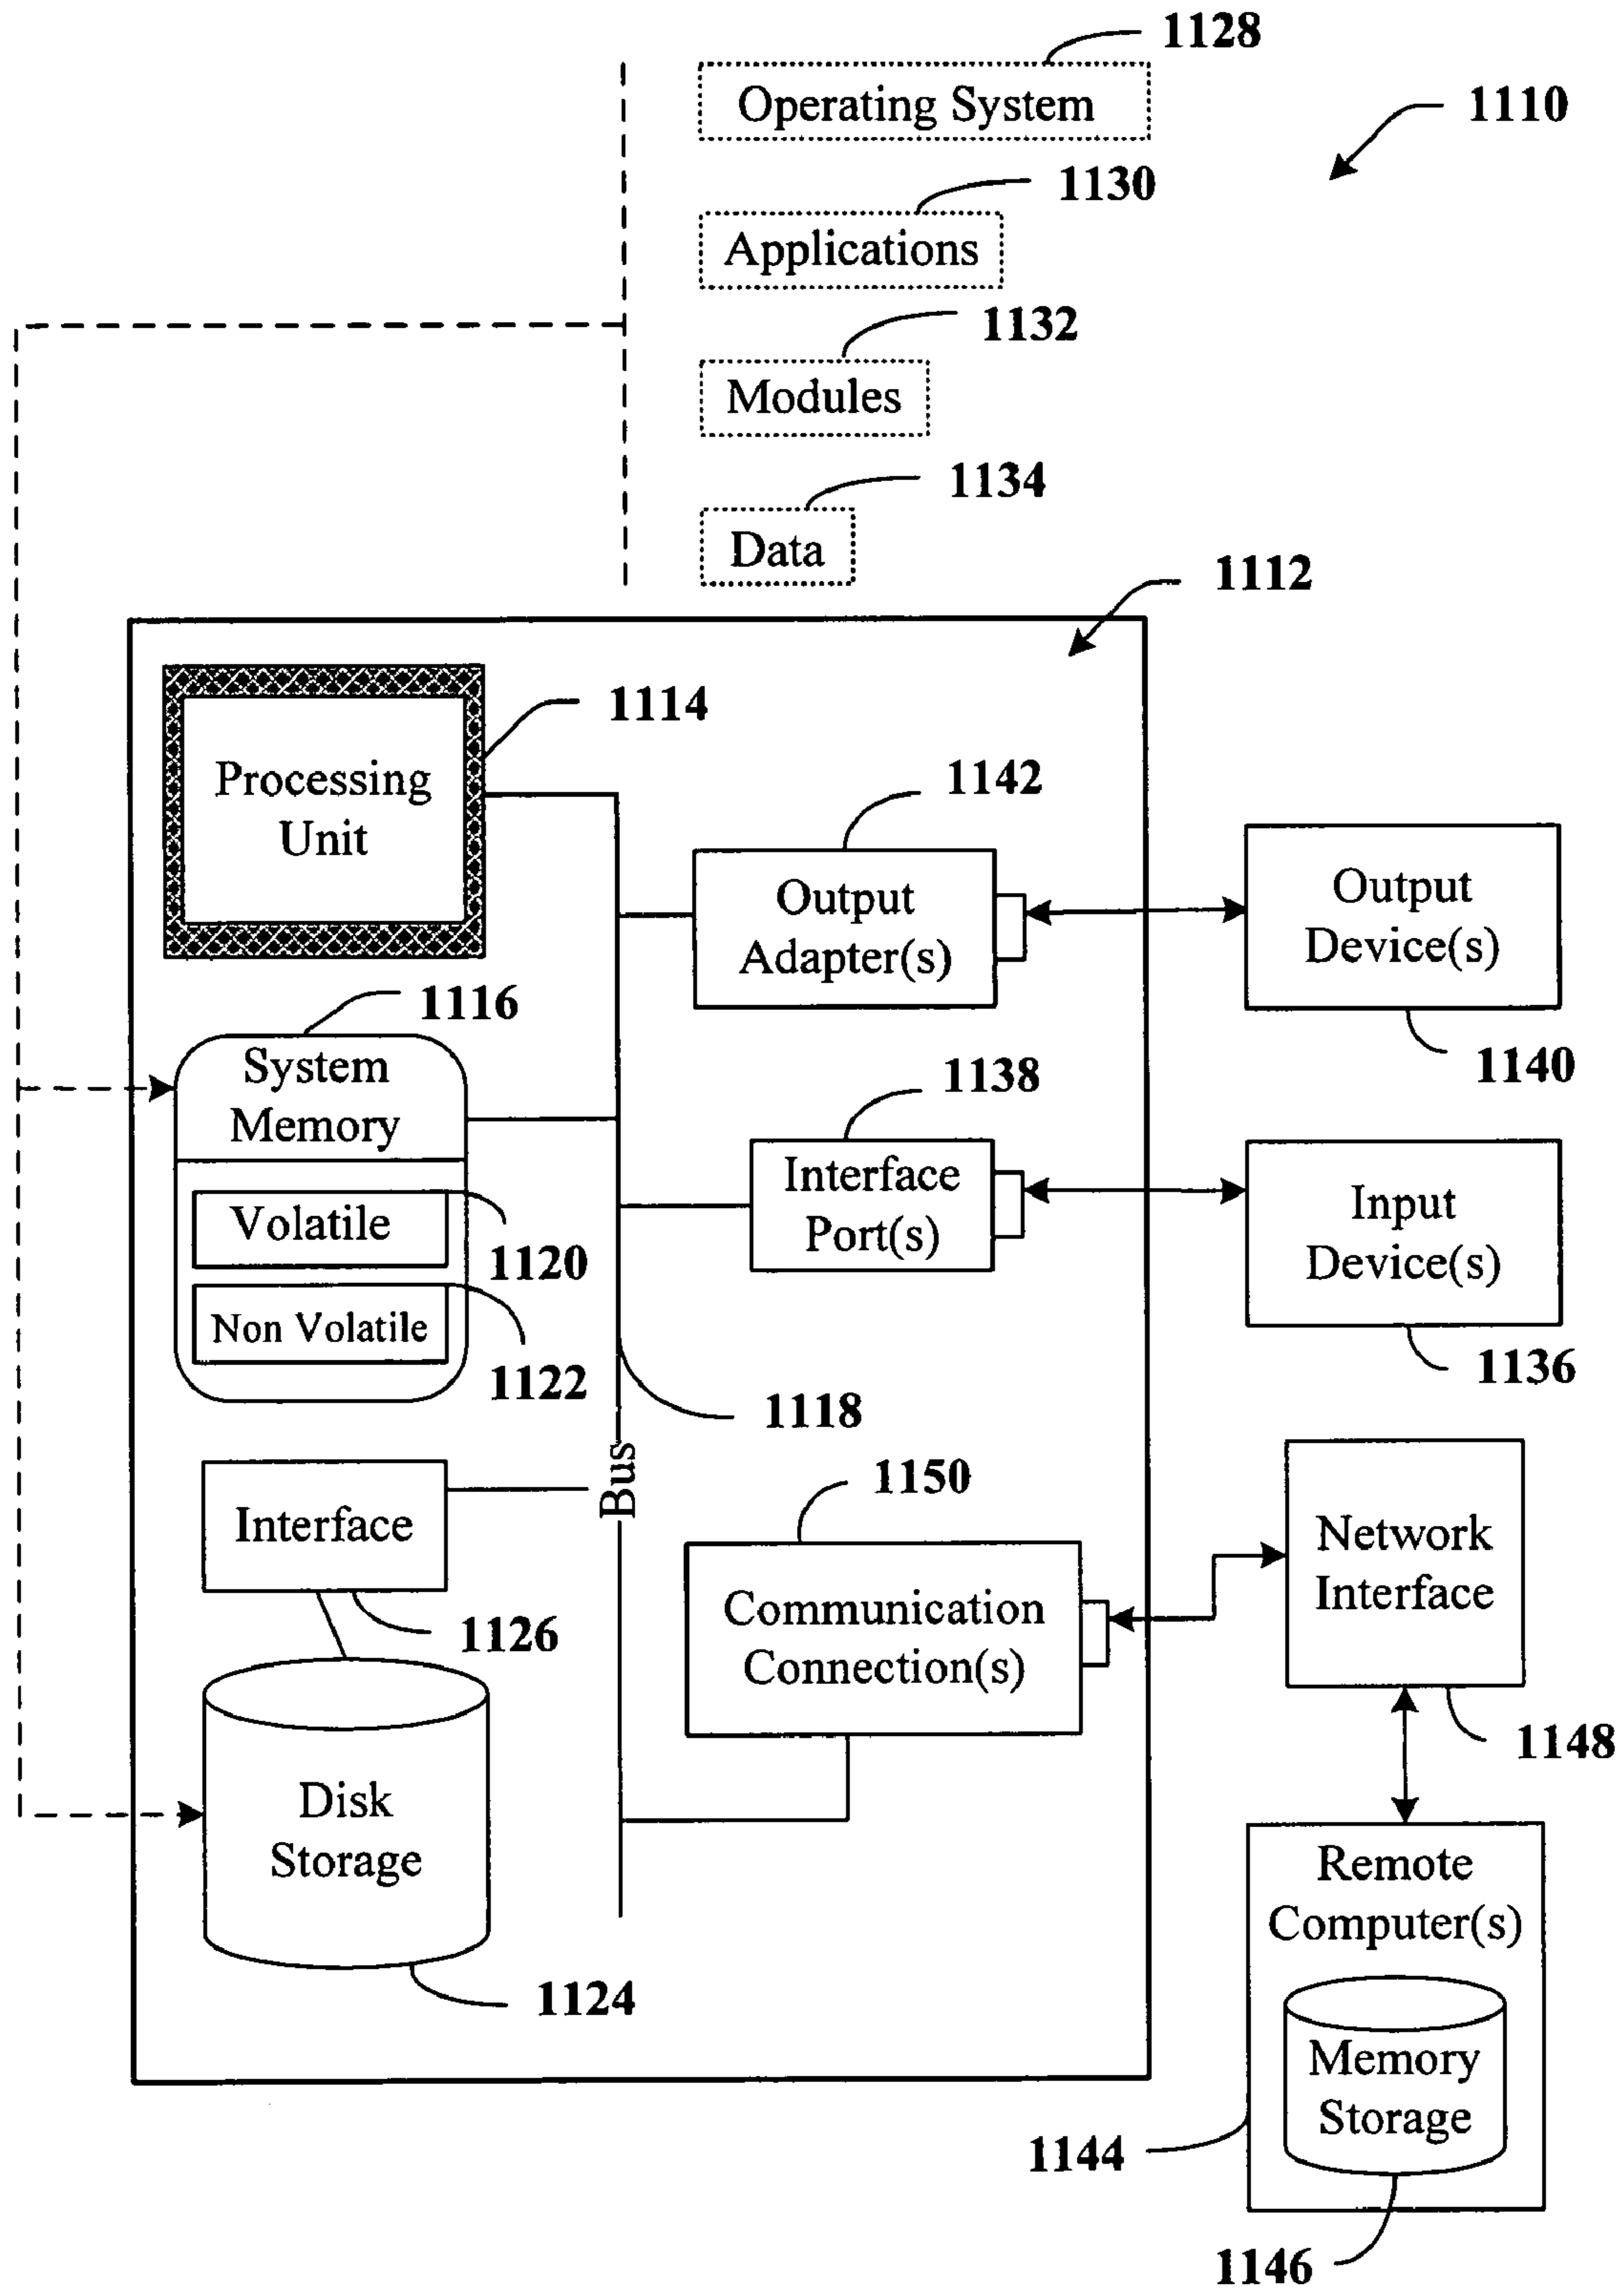 1128
Operating System
1110
1130
Applications
1132
Modules
1134
Data
1112
1114
Processing
Unit
1142
Output
Adapter(s)
Output
Device(s)
1140
1116
System
Memory
1138
Interface
Port(s)
Input
Device(s)
1136
Volatile
1120
Non Volatile
1122
1118
Bus
1150
Interface
1126
Communication
Connection(s)
Network
Interface
1148
Disk
Storage
1124
Remote
Computer(s)
Memory
Storage
1144
1146